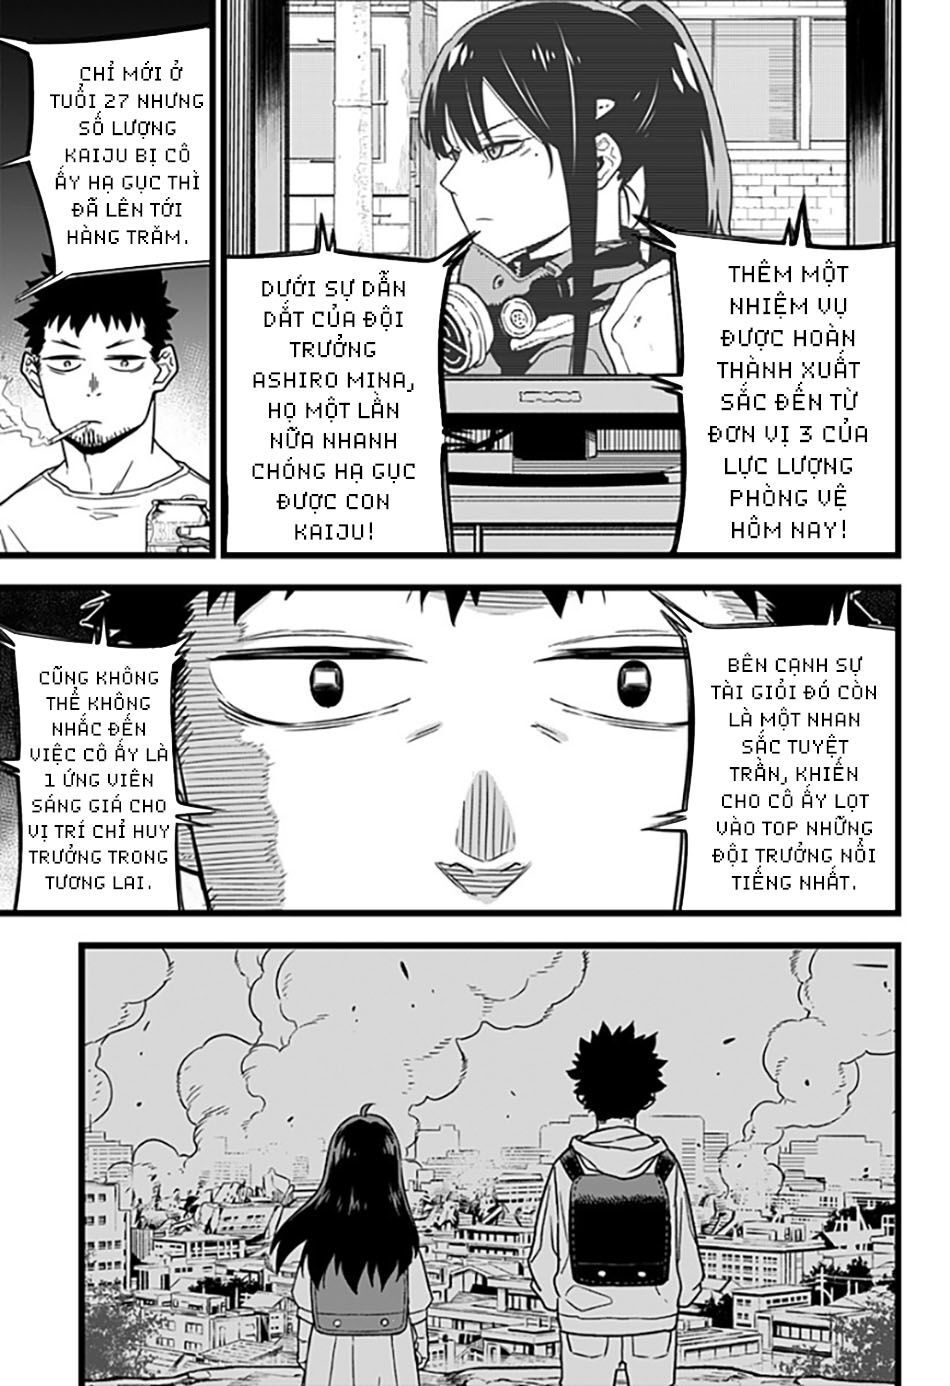 THÊM MỘT
NHIỆM VỤ
ĐƯỢC HOÀN
THÀNH XUẤT
SẮC ĐẾN TỪ
ĐƠN VỊ 3 CỦA
LỰC LƯỢNG
PHÒNG VỆ
HÔM NAY!
DƯỚI SỰ DẪN
DẮT CỦA ĐỘI
TRƯỞNG
ASHIRO MINA,
HỌ MỘT LẦN
NỮA NHANH
CHÓNG HẠ GỤC
ĐƯỢC CON
KAIJU!
CHỈ MỚI Ở
TUỔI 27 NHƯNG
SỐ LƯỢNG
KAIJU BỊ CÔ
ẤY HẠ GỤC THÌ
ĐÃ LÊN TỚI
HÀNG TRĂM.
BÊN CẠNH SỰ
TÀI GIỎI ĐÓ CÒN
LÀ MỘT NHAN
SẮC TUYỆT
TRẦN, KHIẾN
CHO CÔ ẤY LỌT
VÀO TOP NHỮNG
ĐỘI TRƯỞNG NỔI
TIẾNG NHẤT.
CŨNG KHÔNG
THỂ KHÔNG
NHẮC ĐẾN
VIỆC CÔ ẤY LÀ
1 ỨNG VIÊN
SÁNG GIÁ CHO
VỊ TRÍ CHỈ HUY
TRƯỞNG TRONG
TƯƠNG LAI.